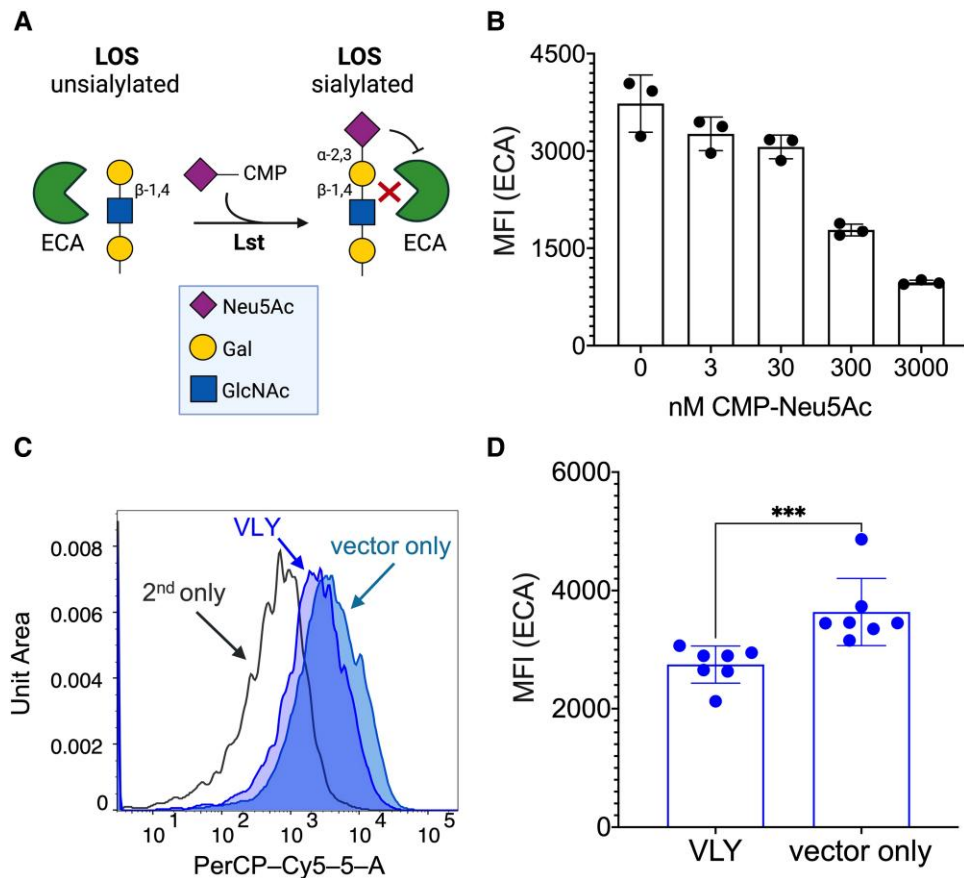 A
LOS
unsialylated
LOS
sialylated
α-2,3
β-1,4
β-1,4
CMP
ECA
Lst
ECA
Neu5Ac
Gal
GlcNAc
B
4500
3000
1500
0
MFI (ECA)
0 3 30 300 3000
nM CMP-Neu5Ac
C
VLY
vector only
2nd only
0.008
0.006
0.004
0.002
0
Unit Area
10 1 10 2 10 3 10 4 10 5
PerCP–Cy5–5–A
D
6000
4000
2000
0
MFI (ECA)
***
VLY vector only